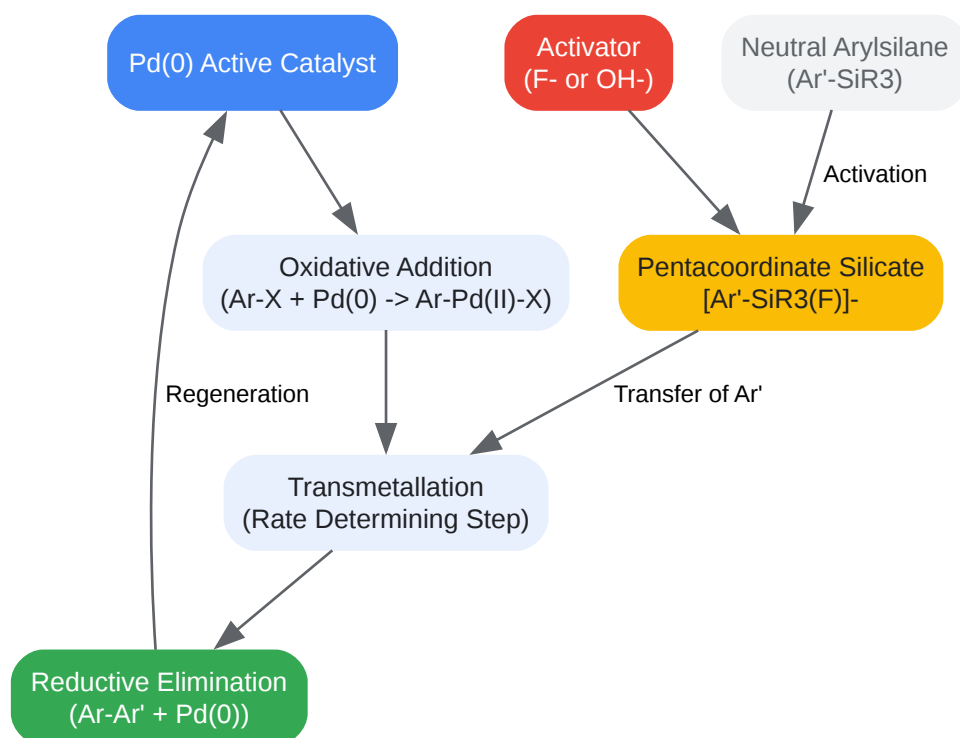 Pd(0) Active Catalyst
Activator
(F- or OH-)
Neutral Arylsilane
(Ar'-SiR3)
Activation
Oxidative Addition
(Ar-X + Pd(0) -> Ar-Pd(II)-X)
Pentacoordinate Silicate
[Ar'-SiR3(F)]-
Regeneration
Transfer of Ar'
Transmetallation
(Rate Determining Step)
Reductive Elimination
(Ar-Ar' + Pd(0))